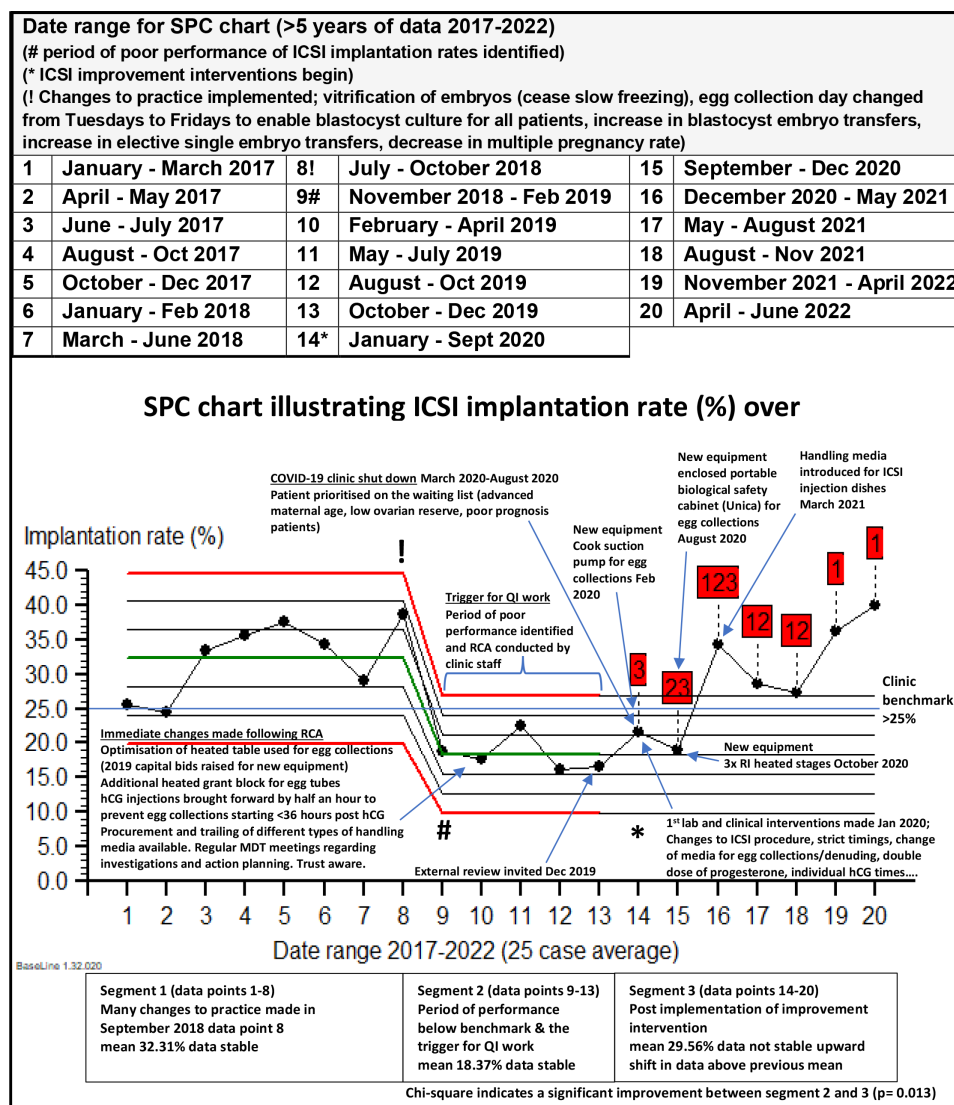 Date range for SPC chart (>5 years of data 2017-2022)
(# period of poor performance of ICSI implantation rates identified)
(* ICSI improvement interventions begin)
(! Changes to practice implemented; vitrification of embryos (cease slow freezing), egg collection day changed
from Tuesdays to Fridays to enable blastocyst culture for all patients, increase in blastocyst embryo transfers,
increase in elective single embryo transfers, decrease in multiple pregnancy rate)
1 January - March 2017 8! July - October 2018 15 September - Dec 2020
2 April - May 2017 9# November 2018 - Feb 2019 16 December 2020 - May 2021
3 June - July 2017 10 February - April 2019 17 May - August 2021
4 August - Oct 2017 11 May - July 2019 18 August - Nov 2021
5 October - Dec 2017 12 August - Oct 2019 19 November 2021 - April 2022
6 January - Feb 2018 13 October - Dec 2019 20 April - June 2022
7 March - June 2018 14* January - Sept 2020
SPC chart illustrating ICSI implantation rate (%) over
COVID-19 clinic shut down March 2020-August 2020
Patient prioritised on the waiting list (advanced
maternal age, low ovarian reserve, poor prognosis
patients)
New equipment
Cook suction
pump for egg
collections Feb
2020
New equipment
enclosed portable
biological safety
cabinet (Unica) for
egg collections
August 2020
Handling media
introduced for ICSI
injection dishes
March 2021
Implantation rate (%)
45.0
40.0
35.0
30.0
25.0
20.0
15.0
10.0
5.0
0.0
!
Trigger for QI work
Period of poor
performance identified
and RCA conducted by
clinic staff
3
23
123
12
12
1
1
Clinic
benchmark
>25%
Immediate changes made following RCA
Optimisation of heated table used for egg collections
(2019 capital bids raised for new equipment)
Additional heated grant block for egg tubes
hCG injections brought forward by half an hour to
prevent egg collections starting <36 hours post hCG
Procurement and trailing of different types of handling
media available. Regular MDT meetings regarding
investigations and action planning. Trust aware.
#
External review invited Dec 2019
*
New equipment
3x RI heated stages October 2020
1st lab and clinical interventions made Jan 2020;
Changes to ICSI procedure, strict timings, change
of media for egg collections/denuding, double
dose of progesterone, individual hCG times....
1 2 3 4 5 6 7 8 9 10 11 12 13 14 15 16 17 18 19 20
Date range 2017-2022 (25 case average)
BaseLine 1.32.020
Segment 1 (data points 1-8)
Many changes to practice made in
September 2018 data point 8
mean 32.31% data stable
Segment 2 (data points 9-13)
Period of performance
below benchmark & the
trigger for QI work
mean 18.37% data stable
Segment 3 (data points 14-20)
Post implementation of improvement
intervention
mean 29.56% data not stable upward
shift in data above previous mean
Chi-square indicates a significant improvement between segment 2 and 3 (p= 0.013)